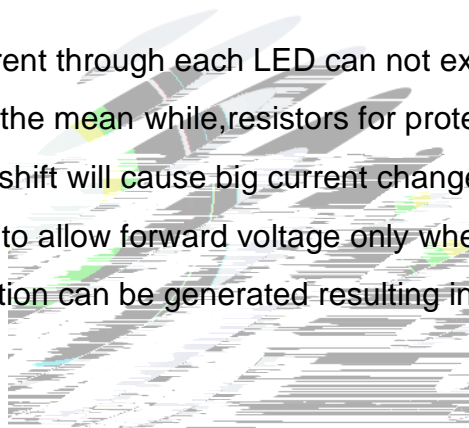 rent through each LED can not ex
the mean while,resistors for prote
shift will cause big current change
to allow forward voltage only whe
tion can be generated resulting in